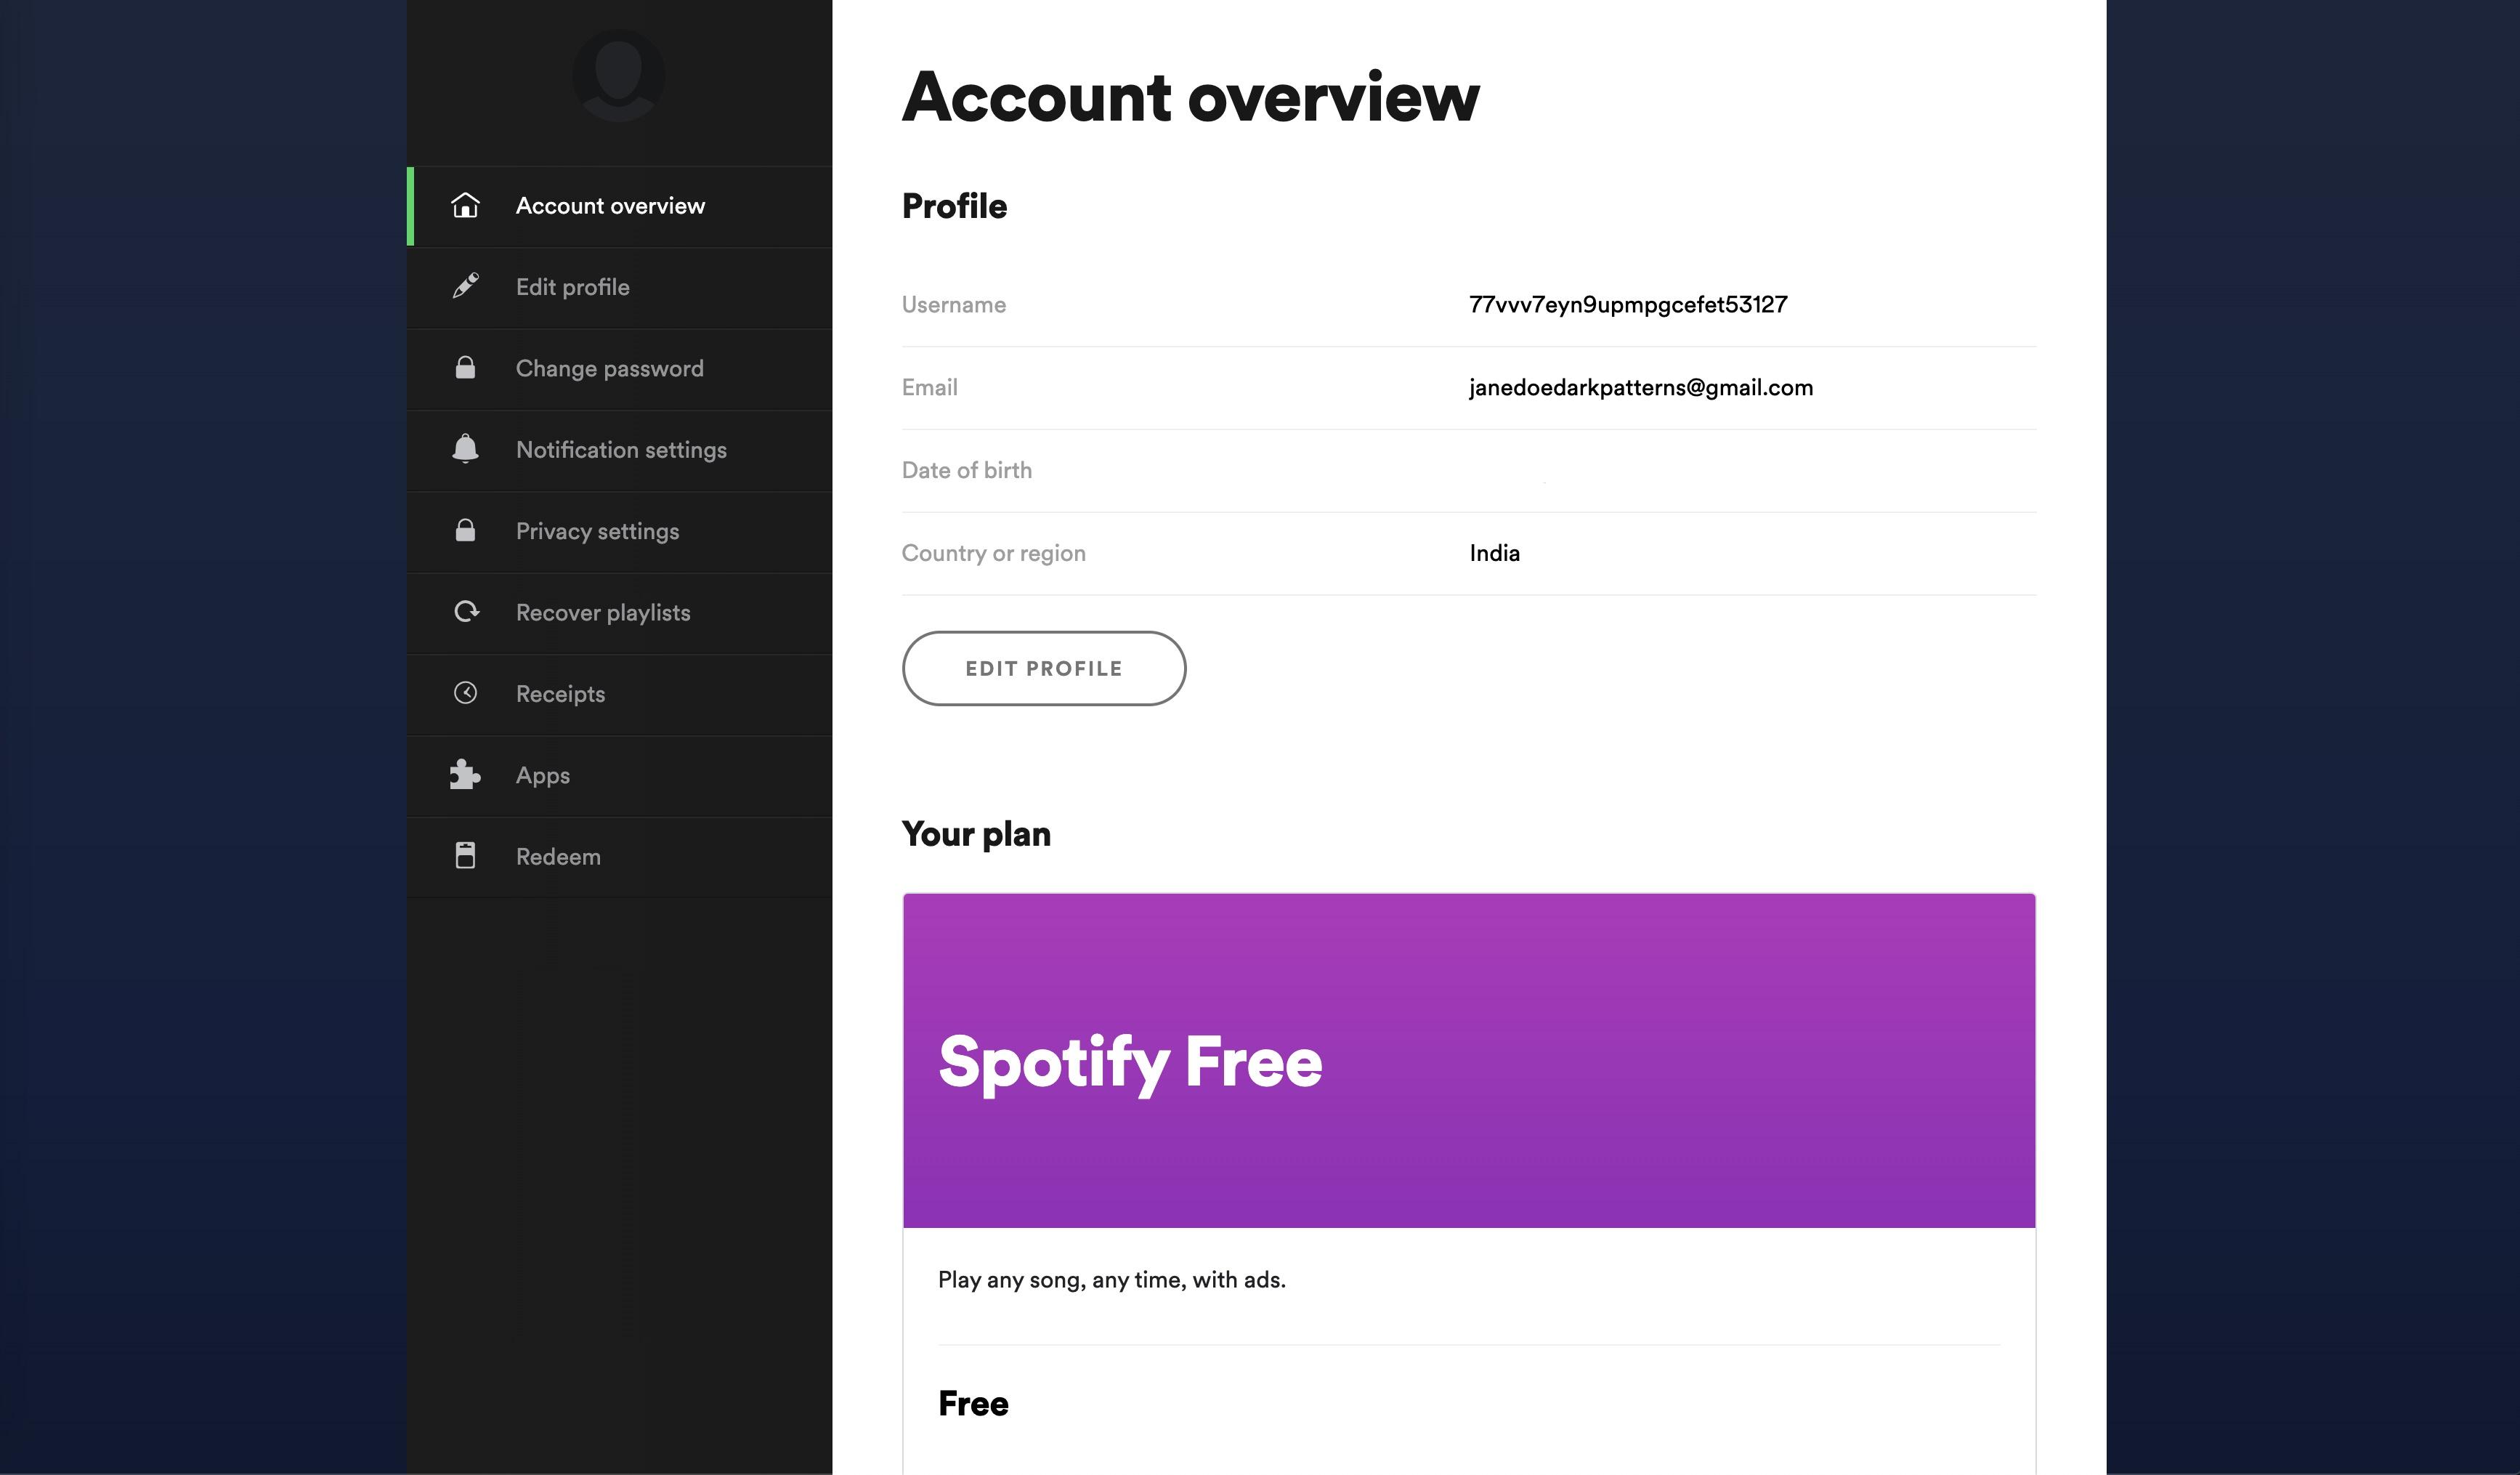 Account overview
Edit profile
Change password
Notification settings
Privacy settings
Recover playlists
Receipts
Apps
Redeem
Account overview
Profile
Username 77vvv7eyn9upmpgcefet53127
Email janedoedarkpatterns@gmail.com
Date of birth
Country or region India
EDIT PROFILE
Your plan
Spotify Free
Play any song, any time, with ads.
Free